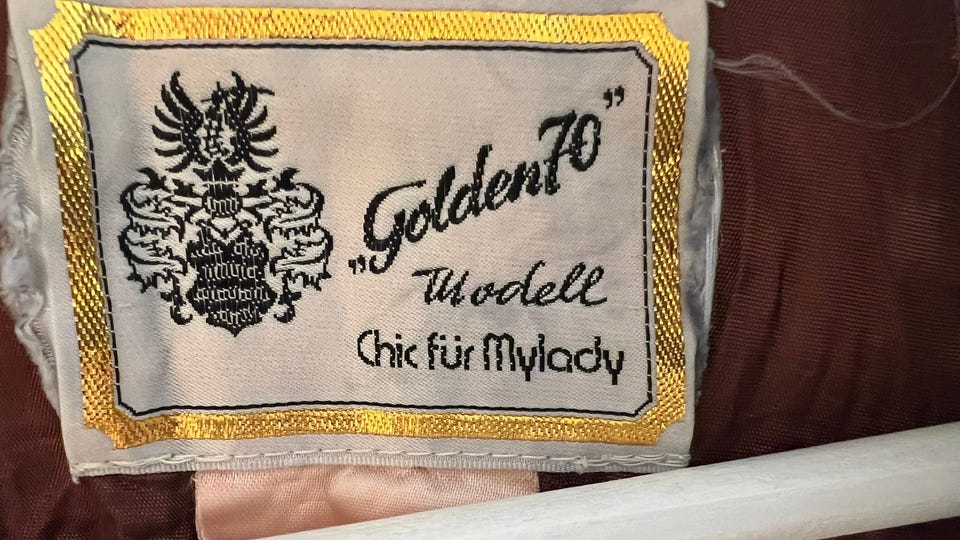 „Golden 70”
Modell
Chic für Mylady